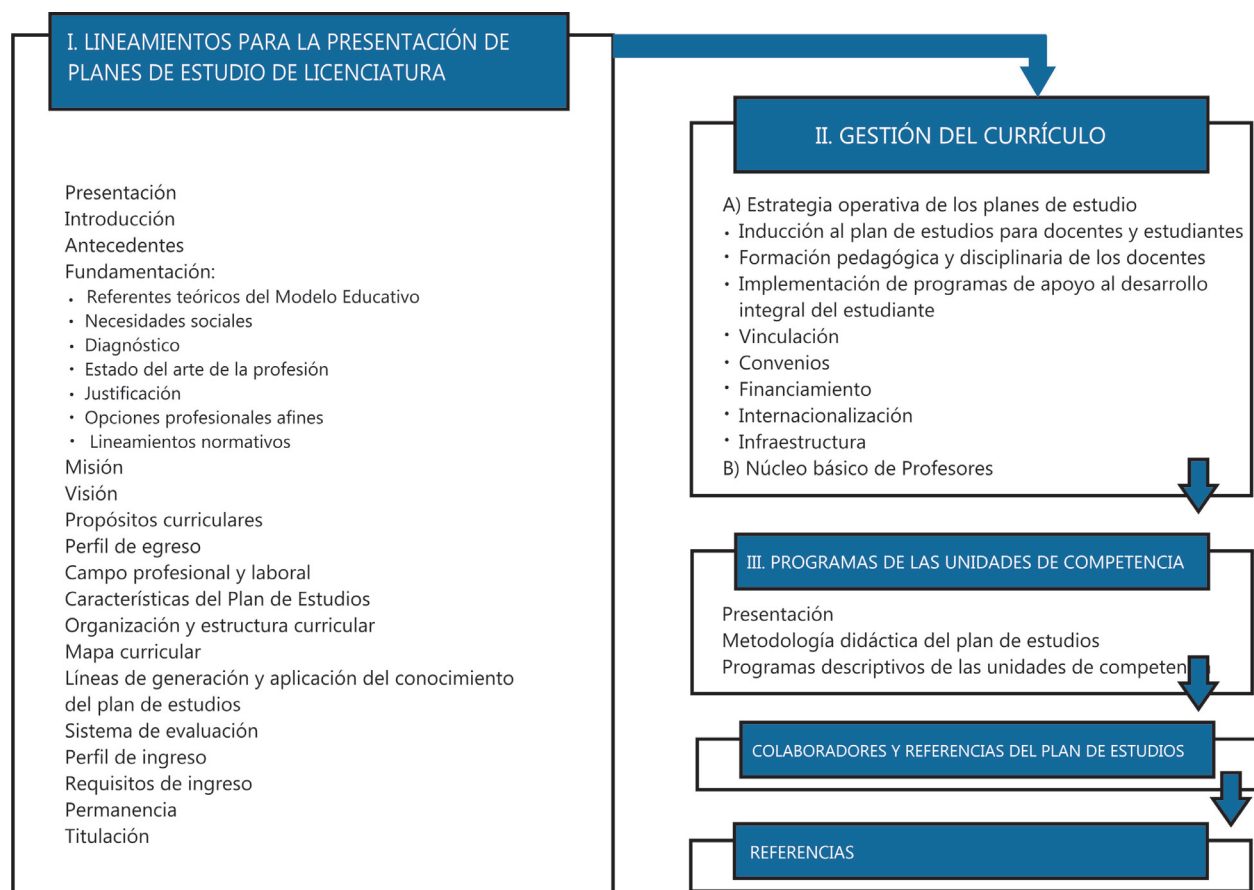 I. LINEAMIENTOS PARA LA PRESENTACIÓN DE
PLANES DE ESTUDIO DE LICENCIATURA
Presentación
Introducción
Antecedentes
Fundamentación:
• Referentes teóricos del Modelo Educativo
• Necesidades sociales
• Diagnóstico
• Estado del arte de la profesión
• Justificación
• Opciones profesionales afines
• Lineamientos normativos
Misión
Visión
Propósitos curriculares
Perfil de egreso
Campo profesional y laboral
Características del Plan de Estudios
Organización y estructura curricular
Mapa curricular
Líneas de generación y aplicación del conocimiento
del plan de estudios
Sistema de evaluación
Perfil de ingreso
Requisitos de ingreso
Permanencia
Titulación
II. GESTIÓN DEL CURRÍCULO
A) Estrategia operativa de los planes de estudio
• Inducción al plan de estudios para docentes y estudiantes
• Formación pedagógica y disciplinaria de los docentes
• Implementación de programas de apoyo al desarrollo
integral del estudiante
• Vinculación
• Convenios
• Financiamiento
• Internacionalización
• Infraestructura
B) Núcleo básico de Profesores
III. PROGRAMAS DE LAS UNIDADES DE COMPETENCIA
Presentación
Metodología didáctica del plan de estudios
Programas descriptivos de las unidades de competencia
COLABORADORES Y REFERENCIAS DEL PLAN DE ESTUDIOS
REFERENCIAS